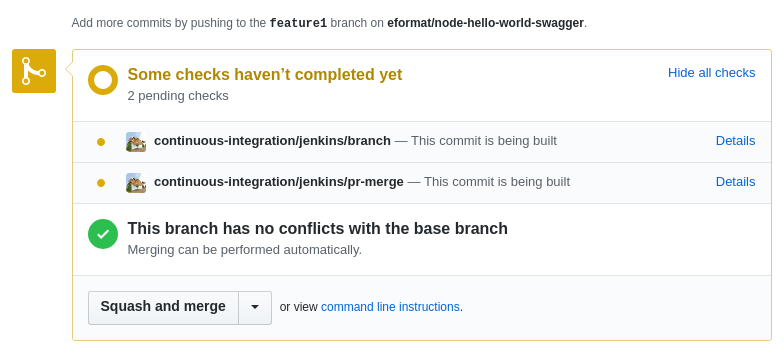 Add more commits by pushing to the feature1 branch on eformat/node-hello-world-swagger.
Some checks haven’t completed yet
Hide all checks
2 pending checks
continuous-integration/jenkins/branch — This commit is being built
Details
continuous-integration/jenkins/pr-merge — This commit is being built
Details
This branch has no conflicts with the base branch
Merging can be performed automatically.
Squash and merge
or view command line instructions.